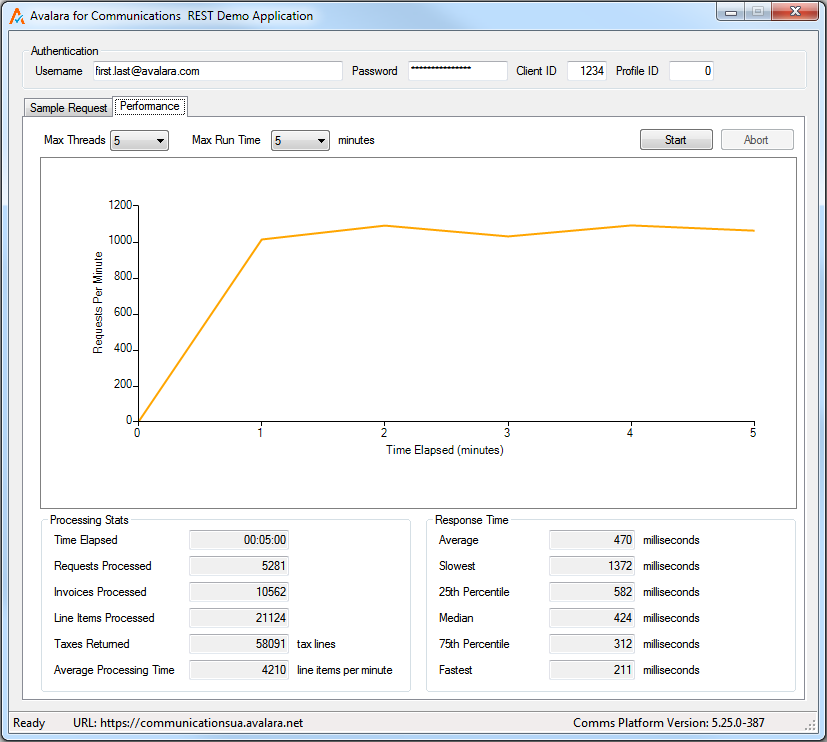 Avalara for Communications REST Demo Application
Authentication
Username first.last@avalara.com Password *************** Client ID 1234 Profile ID 0
Sample Request Performance
Max Threads 5 Max Run Time 5 minutes Start Abort
1200
1000
800
600
400
200
0
Requests Per Minute
0 1 2 3 4 5
Time Elapsed (minutes)
Processing Stats
Time Elapsed 00:05:00
Requests Processed 5281
Invoices Processed 10562
Line Items Processed 21124
Taxes Returned 58091 tax lines
Average Processing Time 4210 line items per minute
Response Time
Average 470 milliseconds
Slowest 1372 milliseconds
25th Percentile 582 milliseconds
Median 424 milliseconds
75th Percentile 312 milliseconds
Fastest 211 milliseconds
Ready URL: https://communicationsua.avalara.net Comms Platform Version: 5.25.0-387